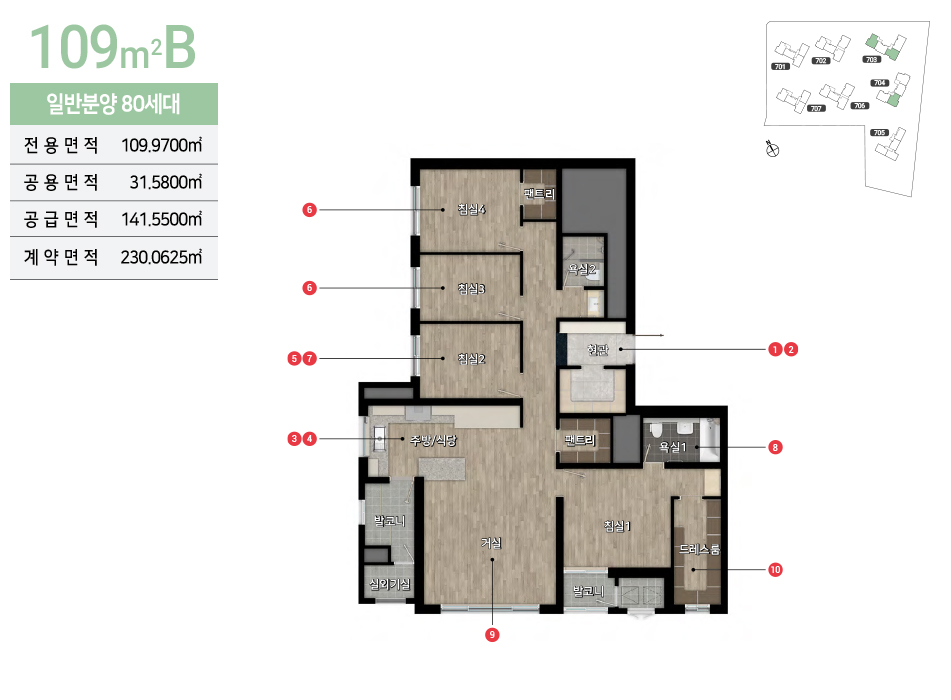 109m²B
일반분양 80세대
전용면적 109.9700㎡
공용면적 31.5800㎡
공급면적 141.5500㎡
계약면적 230.0625㎡
701
702
703
704
705
706
707
6
침실4
팬트리
욕실2
6
침실3
5 7
침실2
현관
1 2
3 4
주방/식당
팬트리
욕실1
8
발코니
거실
침실1
드레스룸
10
실외기실
발코니
9